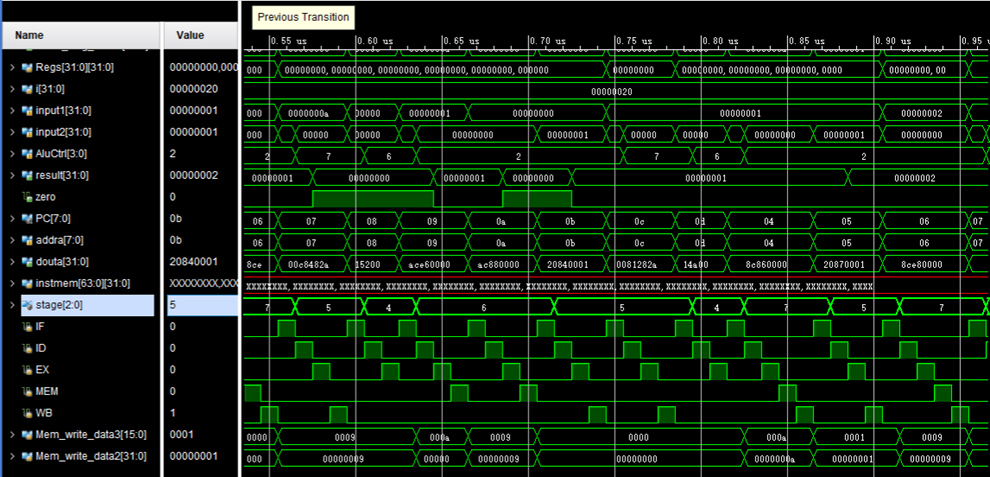 Previous Transition
Name Value
0.55 us 0.60 us 0.65 us 0.70 us 0.75 us 0.80 us 0.85 us 0.90 us 0.95
Regs[31:0][31:0] 00000000,000 000 00000000, 00000000, 00000000, 00000000, 00000000, 000000 00000000 00000000, 00000000, 00000000, 00000000, 0000 00000000, 00
i[31:0] 00000020 00000020
input1[31:0] 00000001 000 0000000a 00000 00000001 00000000 00000001 00000002
input2[31:0] 00000001 000 00000 00000 00000000 00000001 00000 00000 00000000 00000001 00000000
AluCtrl[3:0] 2 2 7 6 2 7 6 2
result[31:0] 00000002 00000001 00000000 00000001 00000000 00000001 00000002
zero 0
PC[7:0] 0b 06 07 08 09 0a 0b 0c 0d 04 05 06 07
addra[7:0] 0b 06 07 08 09 0a 0b 0c 0d 04 05 06 07
douta[31:0] 20840001 8ce 00c8482a 15200 ace60000 ac880000 20840001 0081282a 14a00 8c860000 20870001 8ce80000
instmem[63:0][31:0] XXXXXXXX,XXX XXXXXXXX, XXXXXXXX, XXXXXXXX, XXXXXXXX, XXXXXXXX, XXXXXXXX, XXXXXXXX, XXXXXXXX, XXXXXXXX, XXXX
stage[2:0] 5 7 5 4 6 5 4 7 5 7
IF 0
ID 0
EX 0
MEM 0
WB 1
Mem_write_data3[15:0] 0001 0000 0009 000a 0009 0000 000a 0001 0009
Mem_write_data2[31:0] 00000001 000 00000009 00000 00000009 00000000 0000000a 00000001 00000009